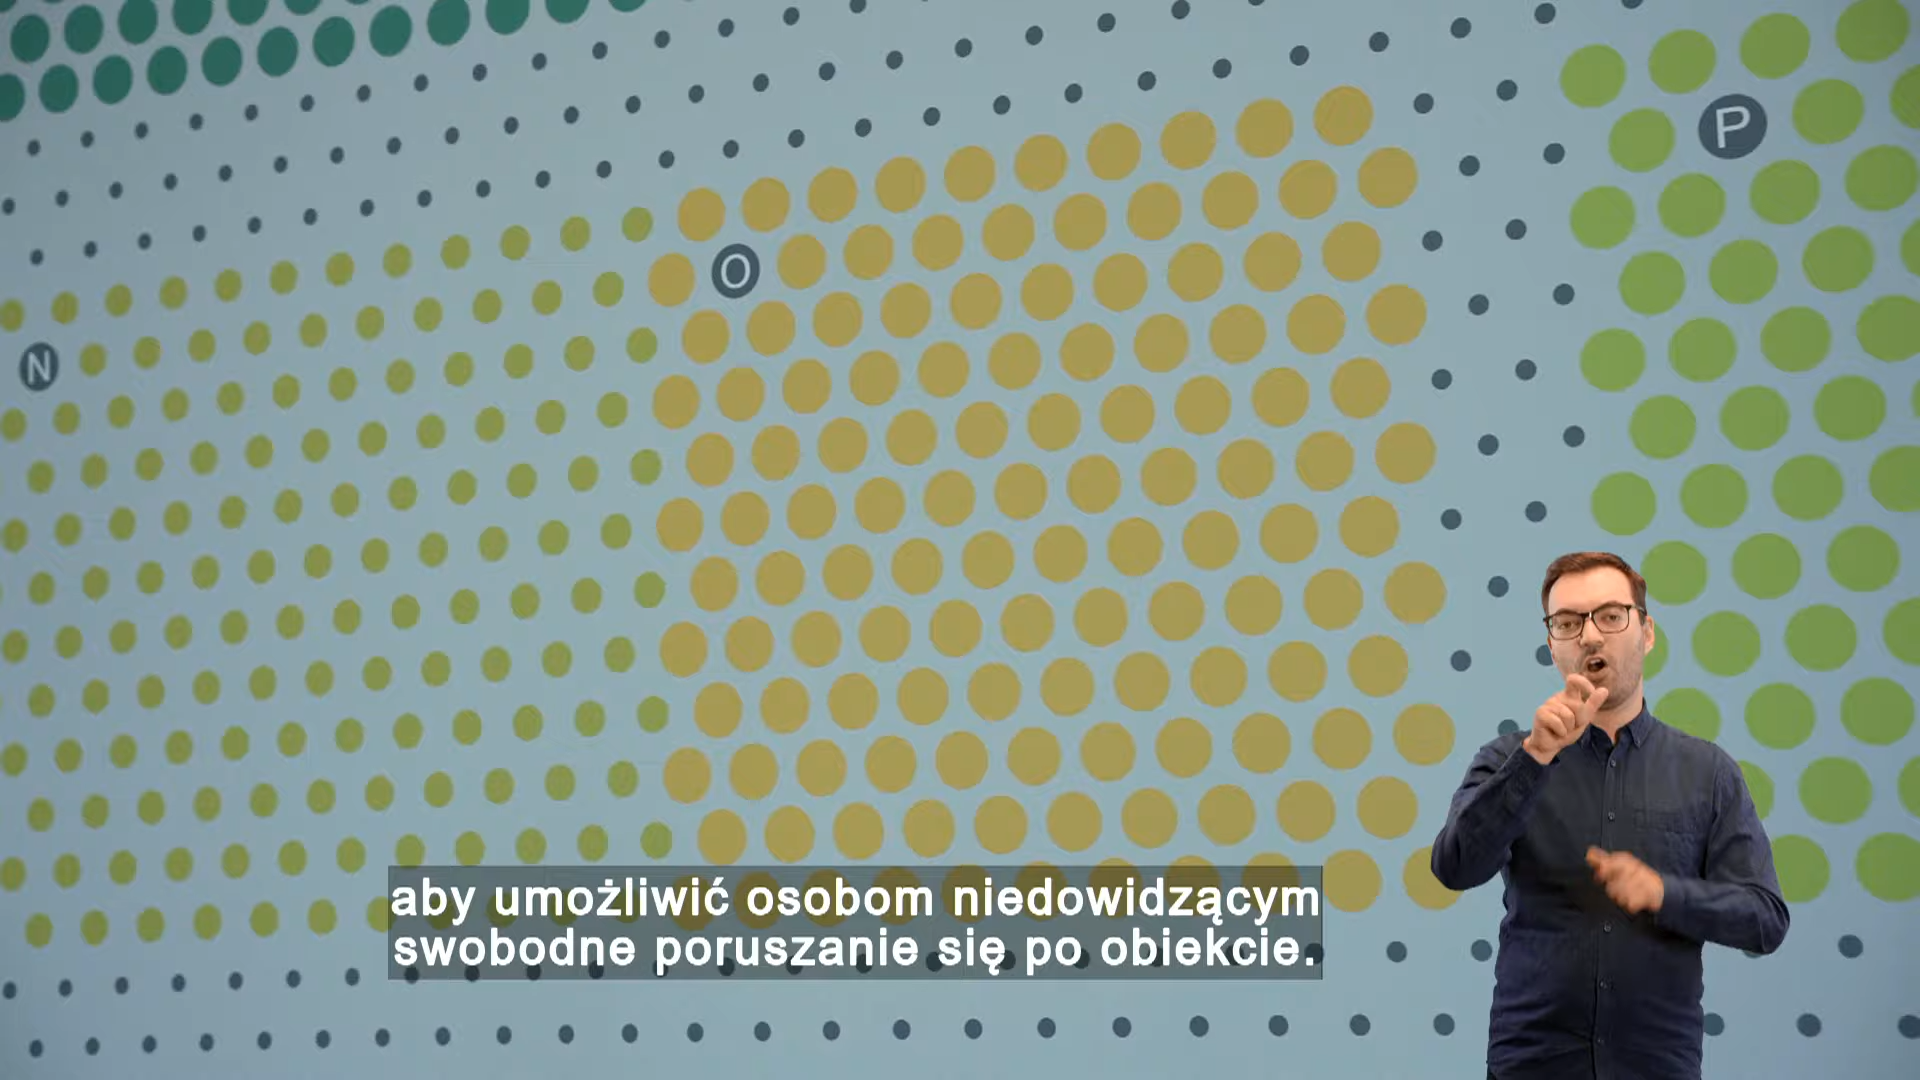 P
O
N
aby umożliwić osobom niedowidzącym
swobodne poruszanie się po obiekcie.